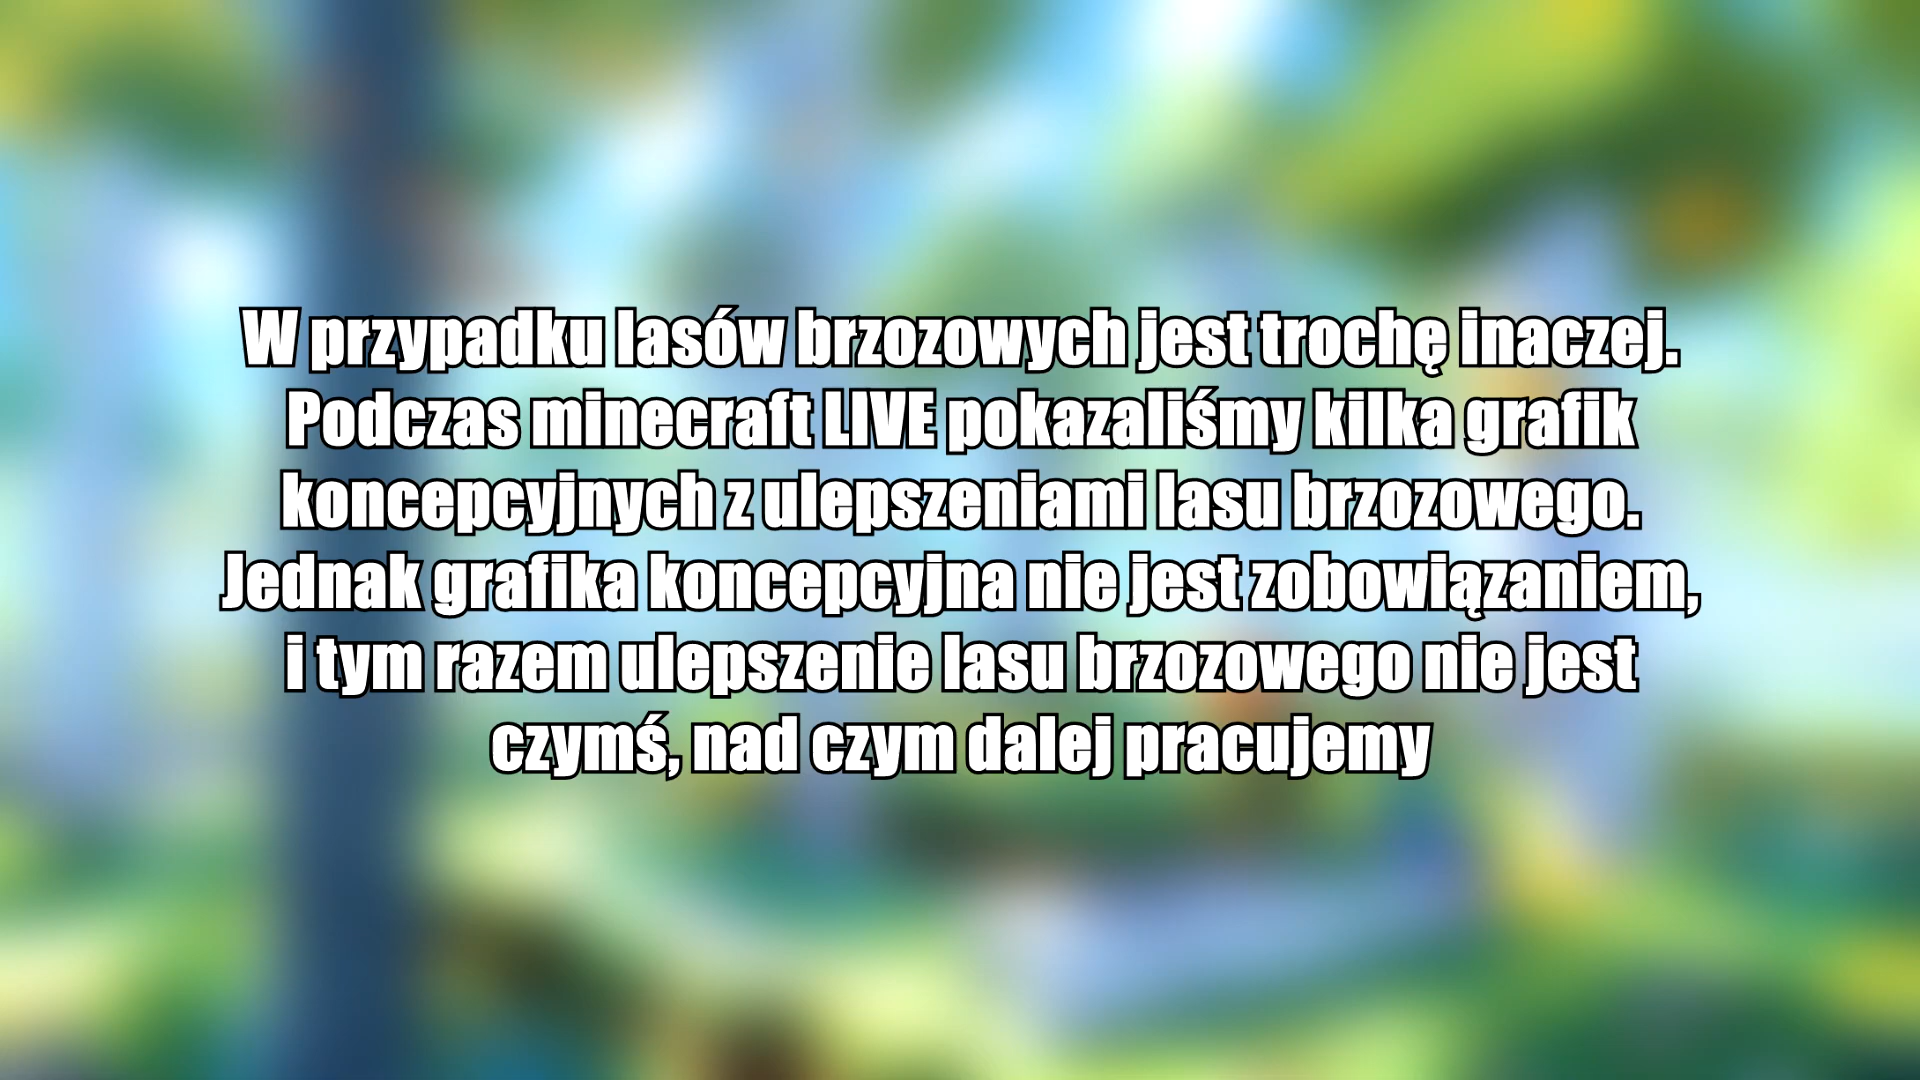 W przypadku lasów brzozowych jest trochę inaczej.
Podczas minecraft LIVE pokazaliśmy kilka grafik
koncepcyjnych z ulepszeniami lasu brzozowego.
Jednak grafika koncepcyjna nie jest zobowiązaniem,
i tym razem ulepszenie lasu brzozowego nie jest
czymś, nad czym dalej pracujemy